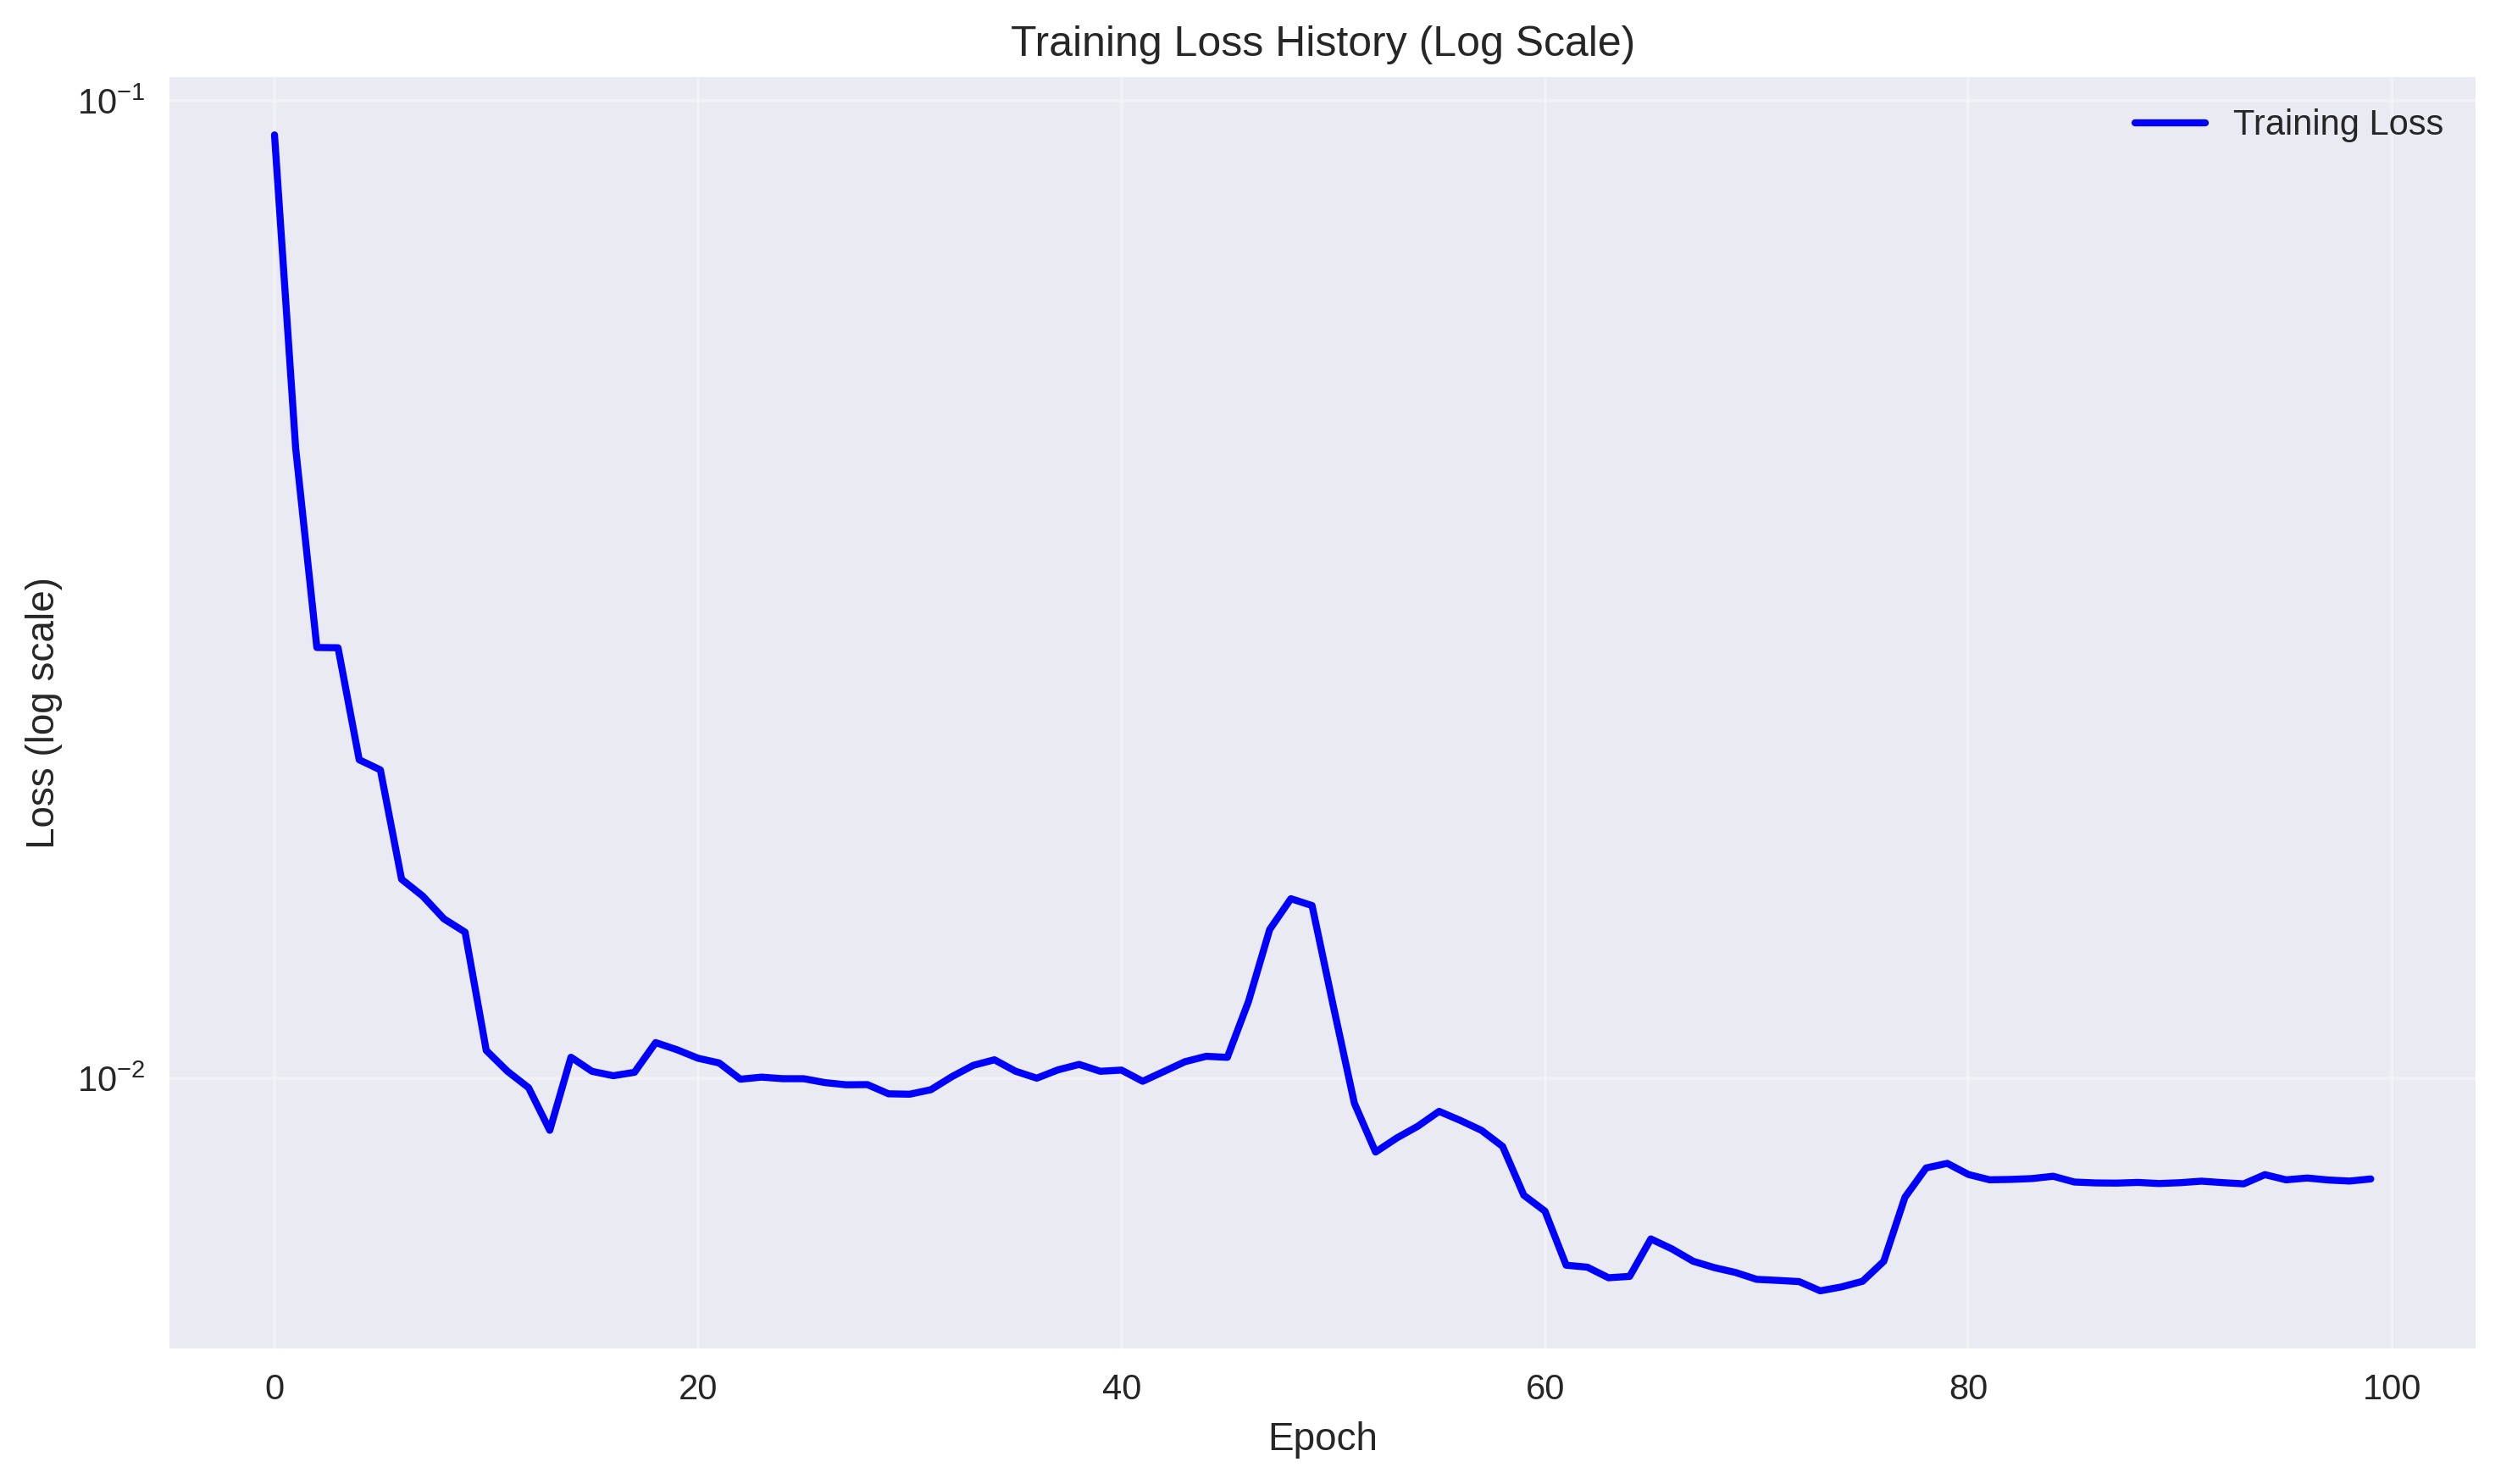 Training Loss History (Log Scale)
10⁻¹
Training Loss
Loss (log scale)
10⁻²
0 20 40 60 80 100
Epoch